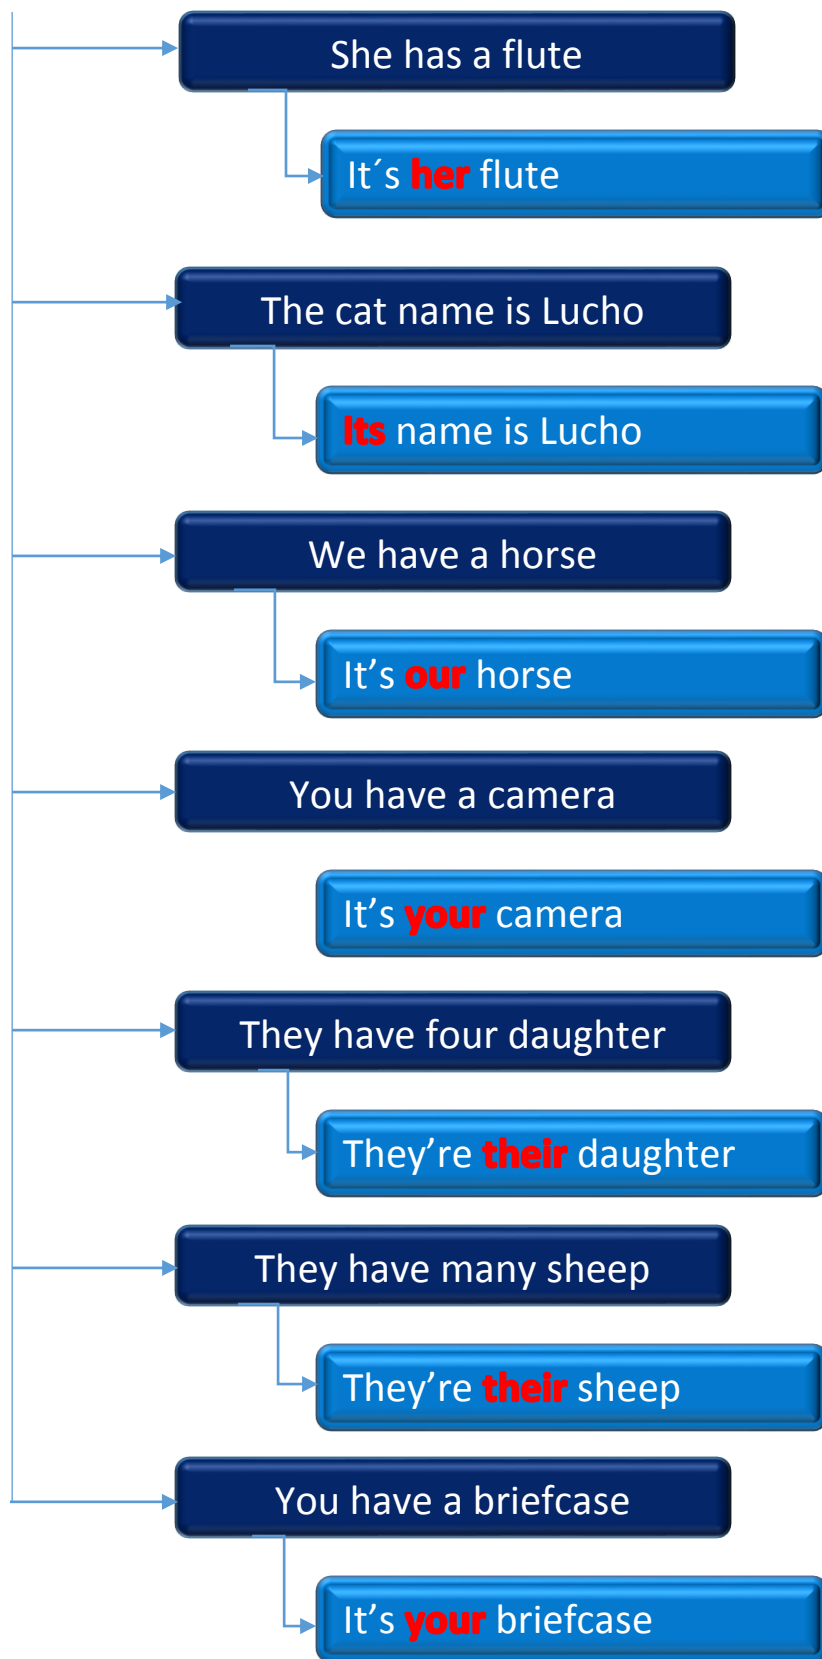 She has a flute
It´s her flute
The cat name is Lucho
Its name is Lucho
We have a horse
It’s our horse
You have a camera
It’s your camera
They have four daughter
They’re their daughter
They have many sheep
They’re their sheep
You have a briefcase
It’s your briefcase